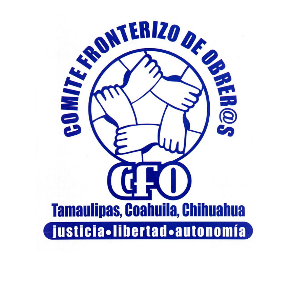 COMITE FRONTERIZO DE OBRER@S
CFO
Tamaulipas, Coahuila, Chihuahua
justicia•libertad•autonomía